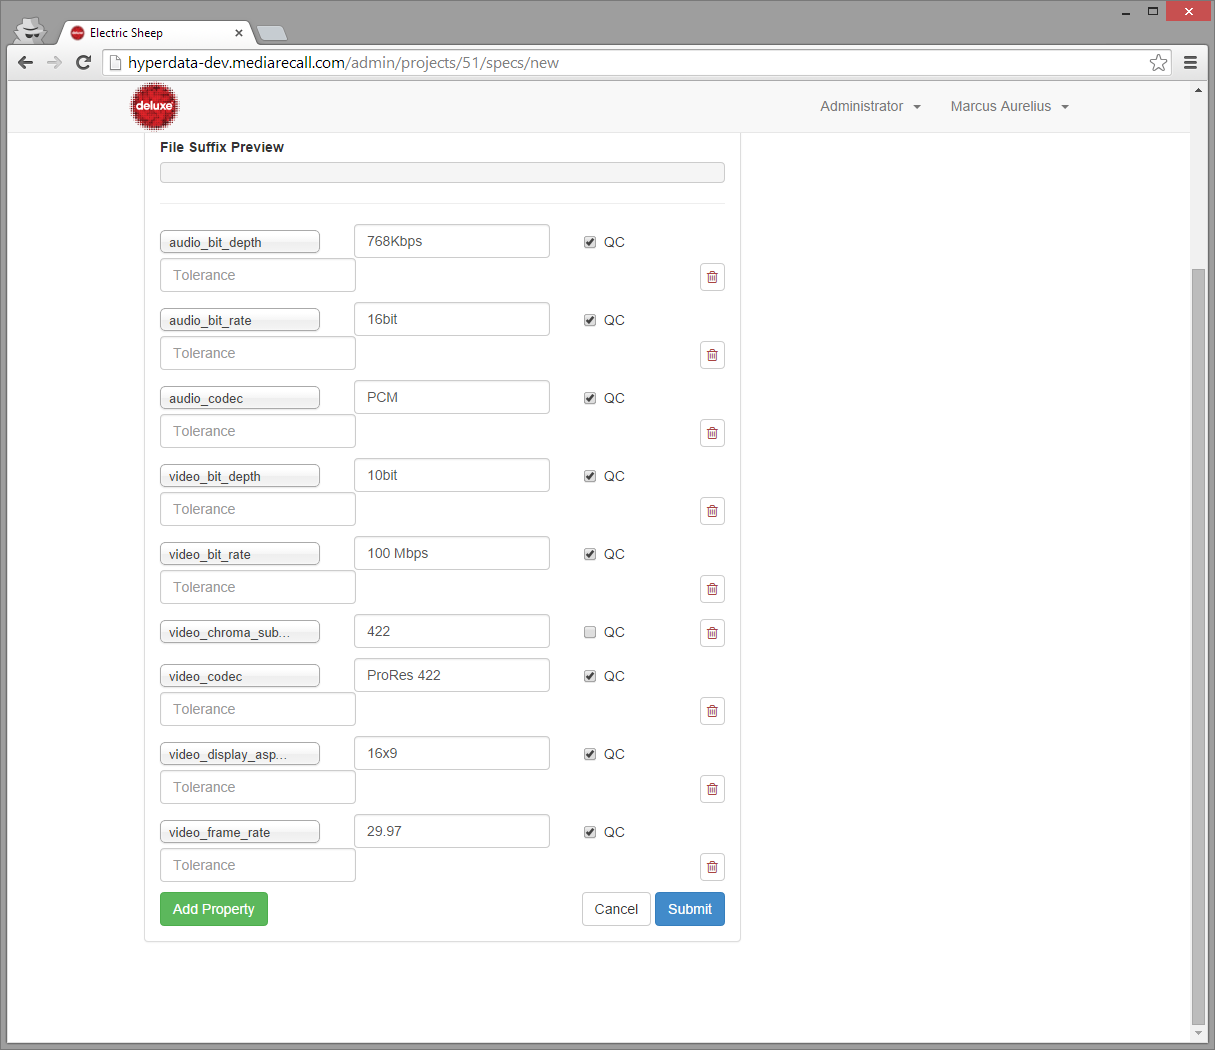 Electric Sheep
hyperdata-dev.mediarecall.com/admin/projects/51/specs/new
deluxe
Administrator
Marcus Aurelius
File Suffix Preview
audio_bit_depth 768Kbps QC
Tolerance
audio_bit_rate 16bit QC
Tolerance
audio_codec PCM QC
Tolerance
video_bit_depth 10bit QC
Tolerance
video_bit_rate 100 Mbps QC
Tolerance
video_chroma_sub... 422 QC
video_codec ProRes 422 QC
Tolerance
video_display_asp... 16x9 QC
Tolerance
video_frame_rate 29.97 QC
Tolerance
Add Property Cancel Submit